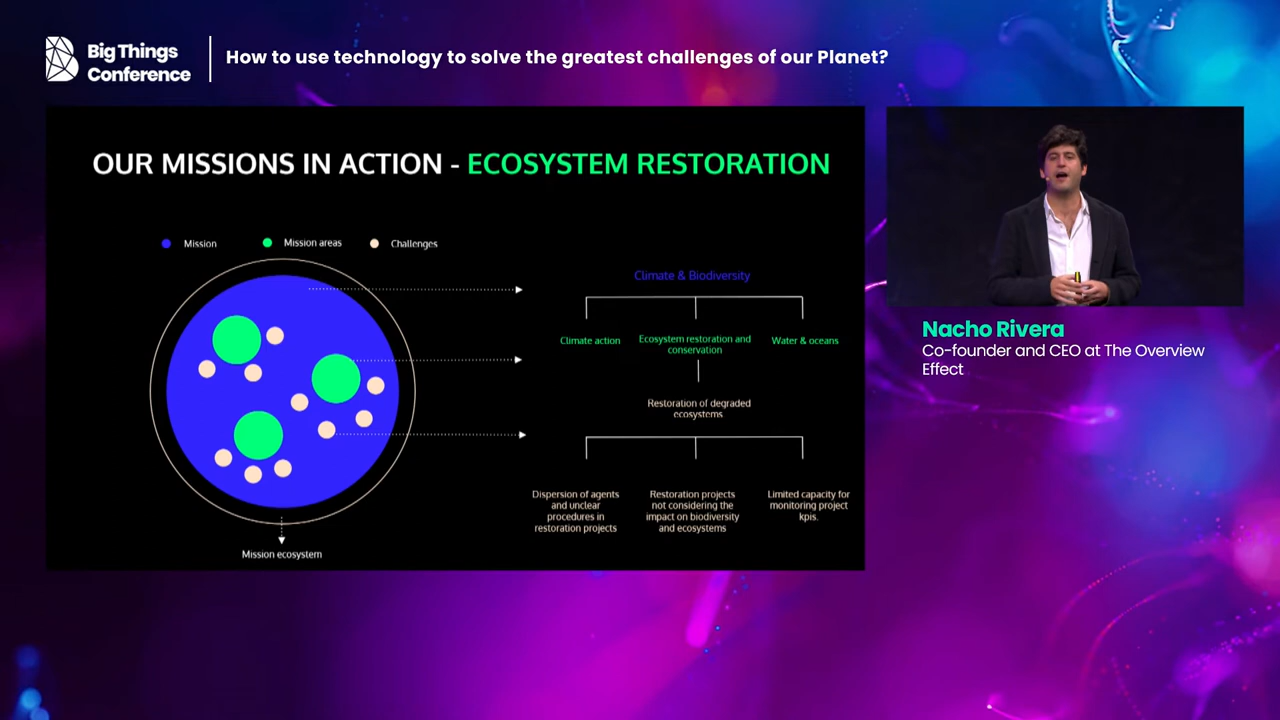 Big Things
Conference
How to use technology to solve the greatest challenges of our Planet?
OUR MISSIONS IN ACTION - ECOSYSTEM RESTORATION
Mission
Mission areas
Challenges
Climate & Biodiversity
Climate action
Ecosystem restoration and
conservation
Water & oceans
Restoration of degraded
ecosystems
Dispersion of agents
and unclear
procedures in
restoration projects
Restoration projects
not considering the
impact on biodiversity
and ecosystems
Limited capacity for
monitoring project
kpis.
Mission ecosystem
Nacho Rivera
Co-founder and CEO at The Overview
Effect